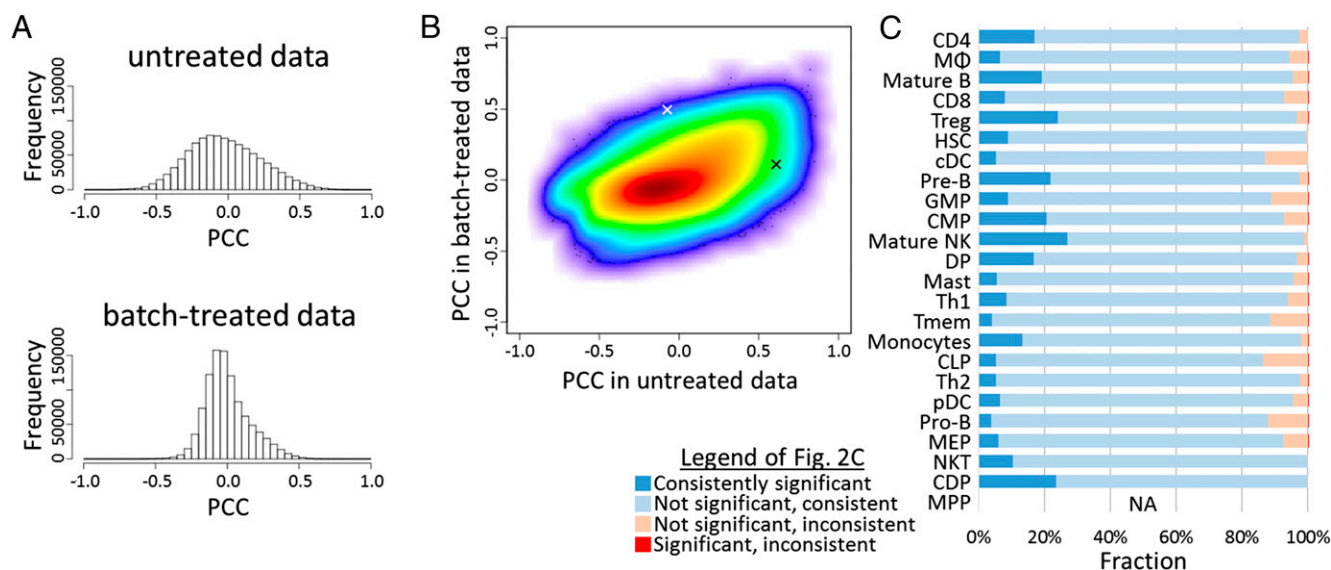 A
untreated data
Frequency
0 50000 150000
-1.0 -0.5 0.0 0.5 1.0
PCC
batch-treated data
Frequency
0 50000 150000
-1.0 -0.5 0.0 0.5 1.0
PCC
B
PCC in batch-treated data
1.0
0.5
0.0
-0.5
-1.0
-1.0 -0.5 0.0 0.5 1.0
PCC in untreated data
Legend of Fig. 2C
Consistently significant
Not significant, consistent
Not significant, inconsistent
Significant, inconsistent
C
CD4
MΦ
Mature B
CD8
Treg
HSC
cDC
Pre-B
GMP
CMP
Mature NK
DP
Mast
Th1
Tmem
Monocytes
CLP
Th2
pDC
Pro-B
MEP
NKT
CDP
MPP NA
0% 20% 40% 60% 80% 100%
Fraction